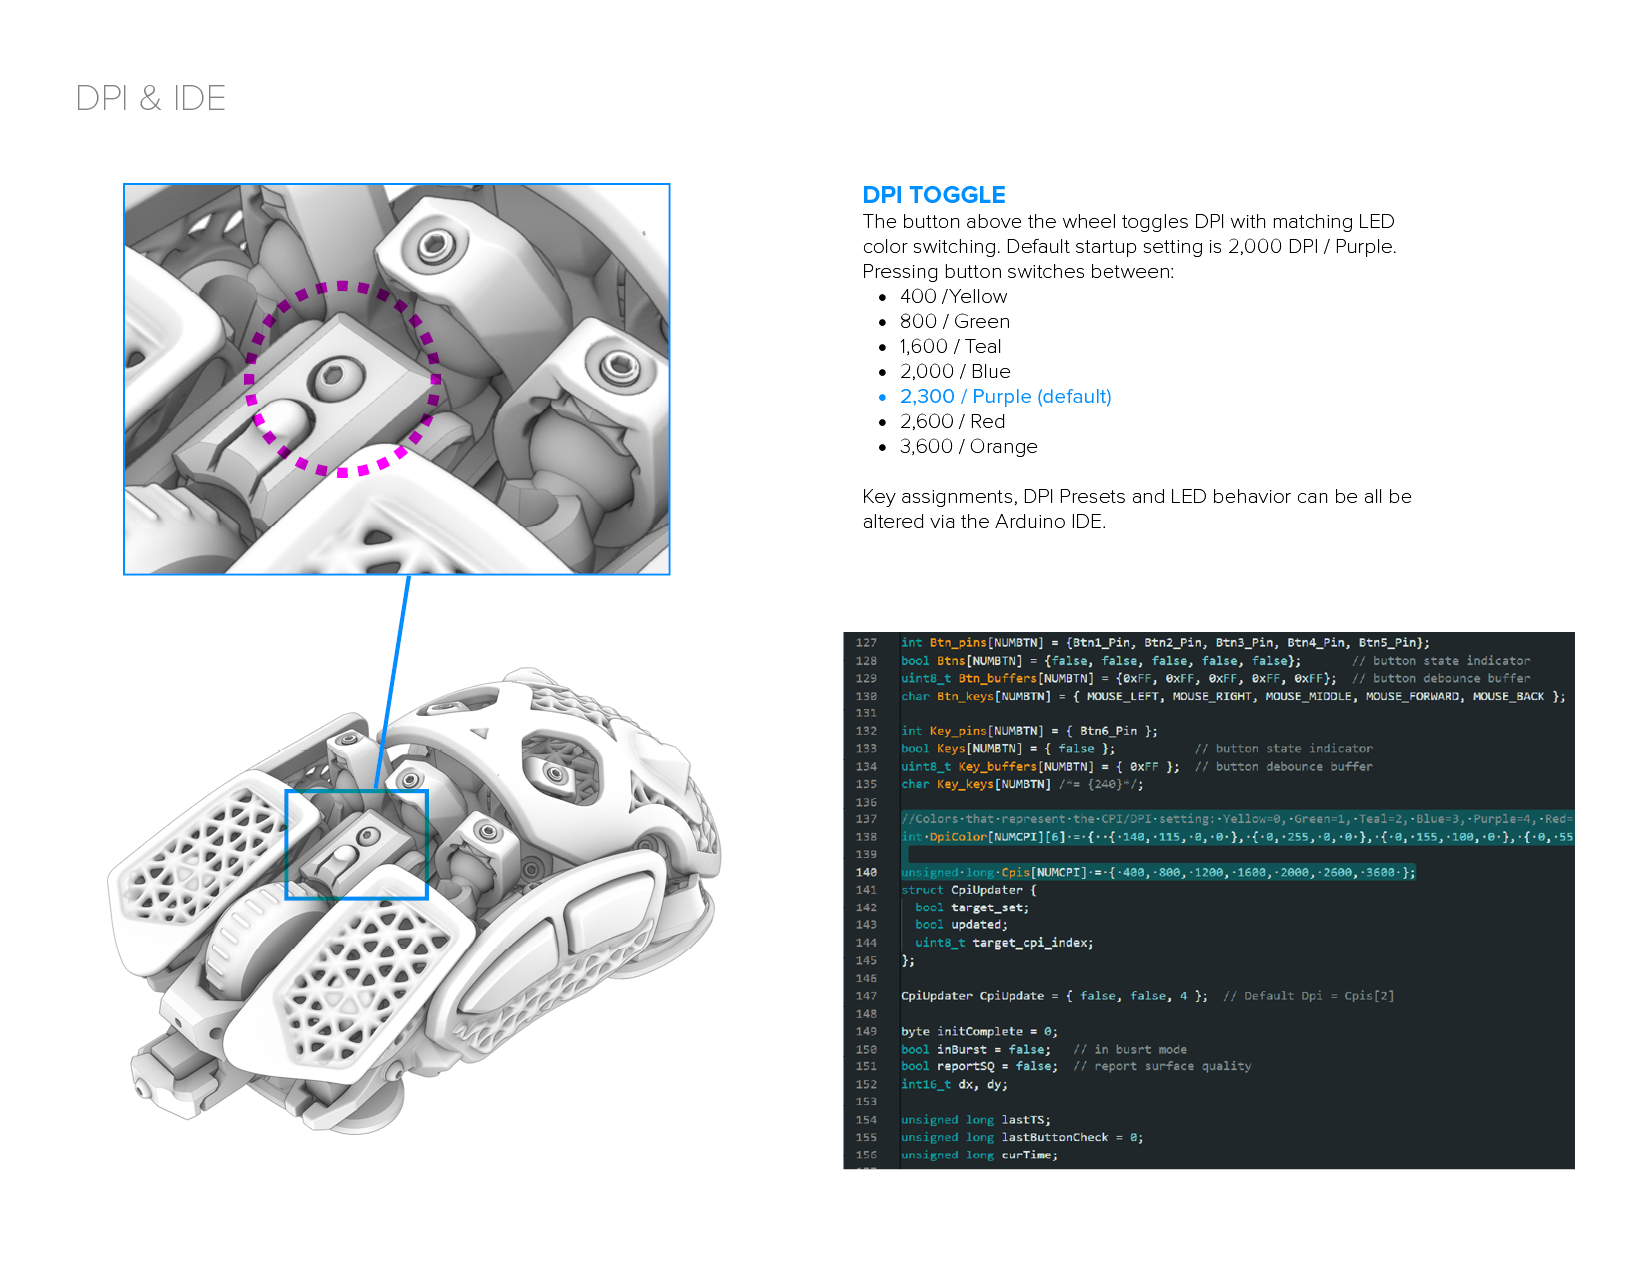 DPI & IDE
DPI TOGGLE
The button above the wheel toggles DPI with matching LED
color switching. Default startup setting is 2,000 DPI / Purple.
Pressing button switches between:
• 400 /Yellow
• 800 / Green
• 1,600 / Teal
• 2,000 / Blue
• 2,300 / Purple (default)
• 2,600 / Red
• 3,600 / Orange
Key assignments, DPI Presets and LED behavior can be all be
altered via the Arduino IDE.
127 int Btn_pins[NUMBTN] = {Btn1_Pin, Btn2_Pin, Btn3_Pin, Btn4_Pin, Btn5_Pin};
128 bool Btns[NUMBTN] = {false, false, false, false, false}; // button state indicator
129 uint8_t Btn_buffers[NUMBTN] = {0xFF, 0xFF, 0xFF, 0xFF, 0xFF}; // button debounce buffer
130 char Btn_keys[NUMBTN] = { MOUSE_LEFT, MOUSE_RIGHT, MOUSE_MIDDLE, MOUSE_FORWARD, MOUSE_BACK };
131
132 int Key_pins[NUMBTN] = { Btn6_Pin };
133 bool Keys[NUMBTN] = { false }; // button state indicator
134 uint8_t Key_buffers[NUMBTN] = { 0xFF }; // button debounce buffer
135 char Key_keys[NUMBTN] /*= {240}*/;
136
137 //Colors·that·represent·the·CPI/DPI·setting:·Yellow=0,·Green=1,·Teal=2,·Blue=3,·Purple=4,·Red=
138 int·DpiColor[NUMCPI][6]·=·{··{·140,·115,·0,·0·},·{·0,·255,·0,·0·},·{·0,·155,·100,·0·},·{·0,·55
139
140 unsigned·long·Cpis[NUMCPI]·=·{·400,·800,·1200,·1600,·2000,·2600,·3600·};
141 struct CpiUpdater {
142 bool target_set;
143 bool updated;
144 uint8_t target_cpi_index;
145 };
146
147 CpiUpdater CpiUpdate = { false, false, 4 }; // Default Dpi = Cpis[2]
148
149 byte initComplete = 0;
150 bool inBurst = false; // in busrt mode
151 bool reportSQ = false; // report surface quality
152 int16_t dx, dy;
153
154 unsigned long lastTS;
155 unsigned long lastButtonCheck = 0;
156 unsigned long curTime;